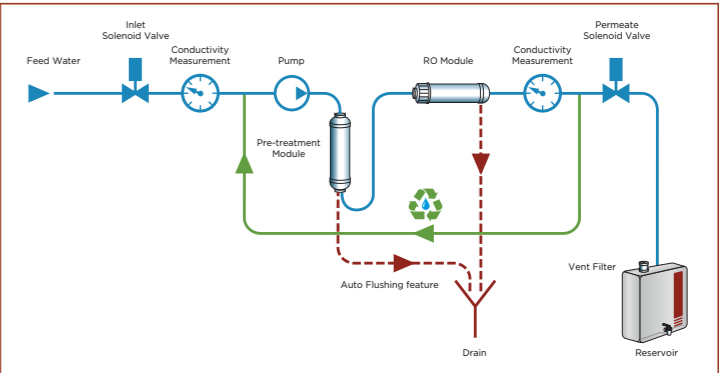 Inlet
Solenoid Valve
Permeate
Solenoid Valve
Feed Water
Conductivity
Measurement
Pump
RO Module
Conductivity
Measurement
Pre-treatment
Module
Vent Filter
Auto Flushing feature
Drain
Reservoir